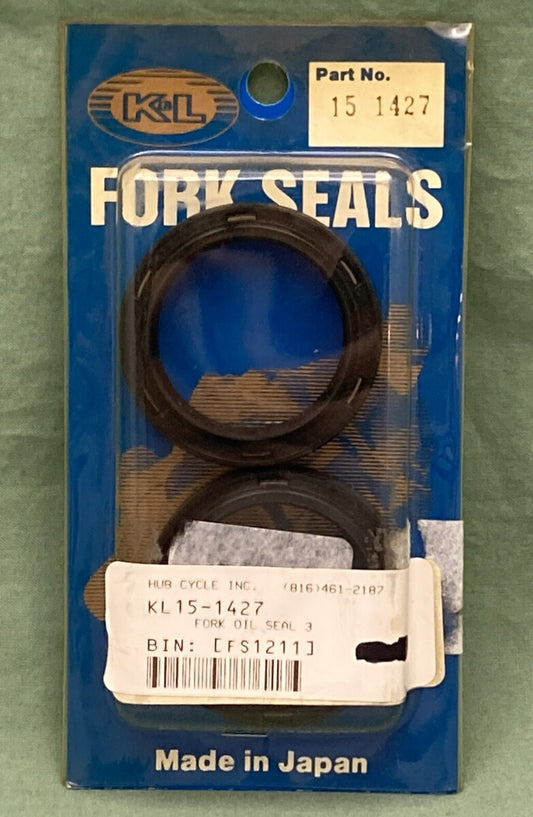 K&L
Part No.
15 1427
FORK SEALS
HUB CYCLE INC. (816)461-2187
KL15-1427
FORK OIL SEAL 3
BIN: [FS1211]
Made in Japan